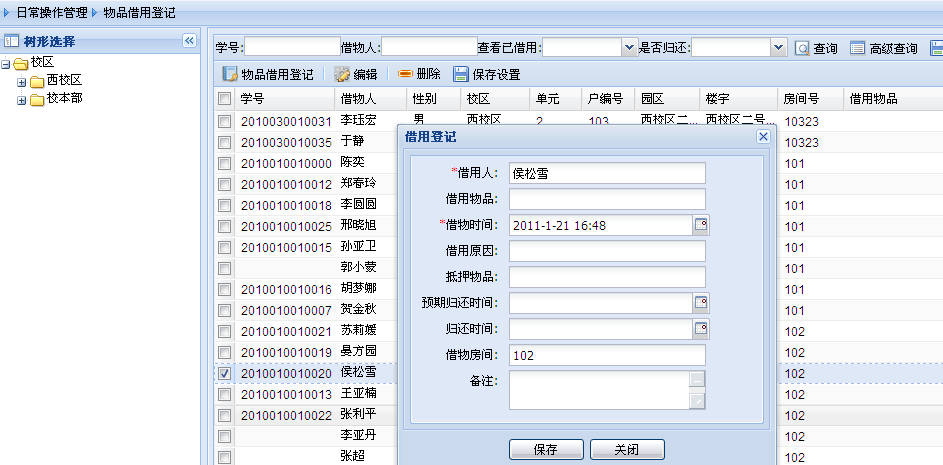 日常操作管理 物品借用登记
树形选择
校区
西校区
校本部
学号: 借物人: 查看已借用: 是否归还: 查询 高级查询
物品借用登记 编辑 删除 保存设置
学号 借物人 性别 校区 单元 户编号 园区 楼宇 房间号 借用物品
2010030010031 李珏宏 男 西校区 2 103 西校区二... 西校区二号... 10323
2010030010035 于静 10323
2010010010000 陈奕 101
2010010010012 郑春玲 101
2010010010018 李圆圆 101
2010010010025 邢晓旭 101
2010010010015 孙亚卫 101
郭小蒙 101
2010010010016 胡梦娜 101
2010010010007 贺金秋 101
2010010010021 苏莉媛 102
2010010010019 晏方园 102
2010010010020 侯松雪 102
2010010010013 王亚楠 102
2010010010022 张利平 102
李亚丹 102
张超 102
借用登记
*借用人: 侯松雪
借用物品:
*借物时间: 2011-1-21 16:48
借用原因:
抵押物品:
预期归还时间:
归还时间:
借物房间: 102
备注:
保存 关闭